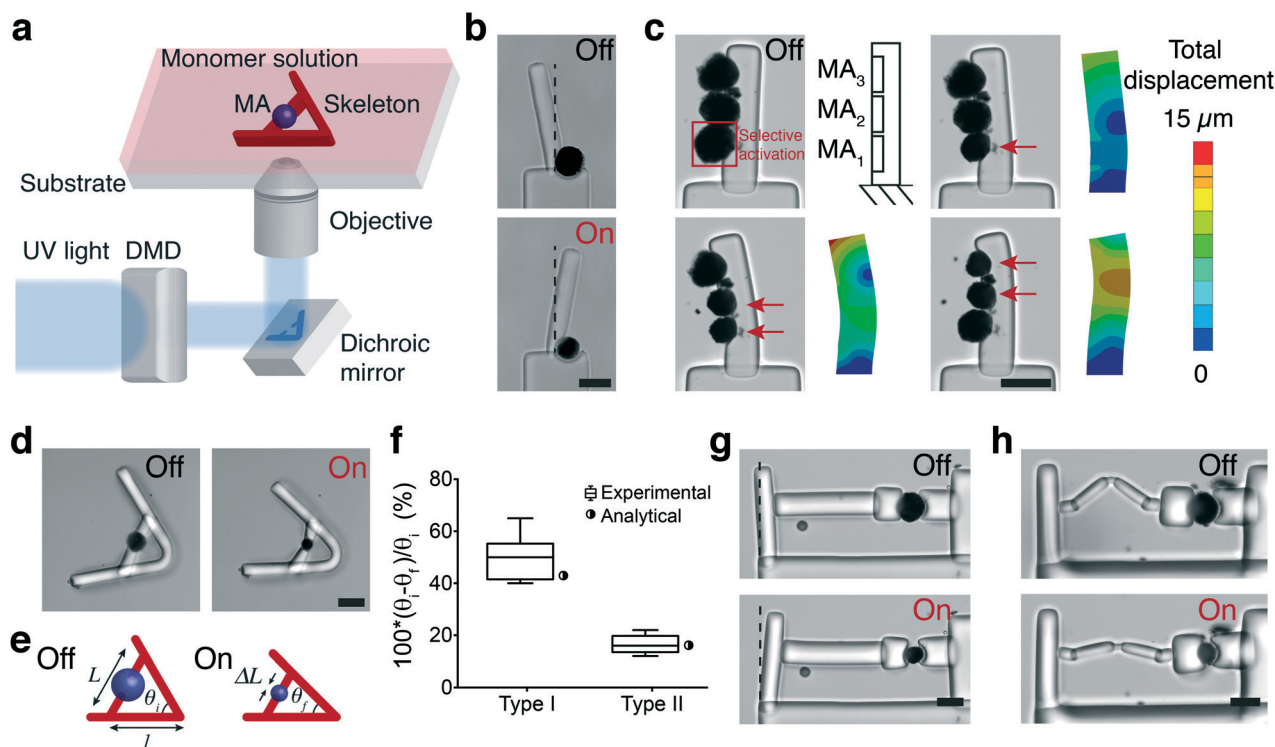 a
Monomer solution
MA
Skeleton
Substrate
Objective
UV light
DMD
Dichroic
mirror
b
Off
On
c
Off
Selective
activation
MA3
MA2
MA1
Total
displacement
15 μm
0
d
Off
On
e
Off
L
θi
l
On
ΔL
θf
f
100*(θi-θf)/θi (%)
80
60
40
20
0
Experimental
Analytical
Type I
Type II
g
Off
On
h
Off
On